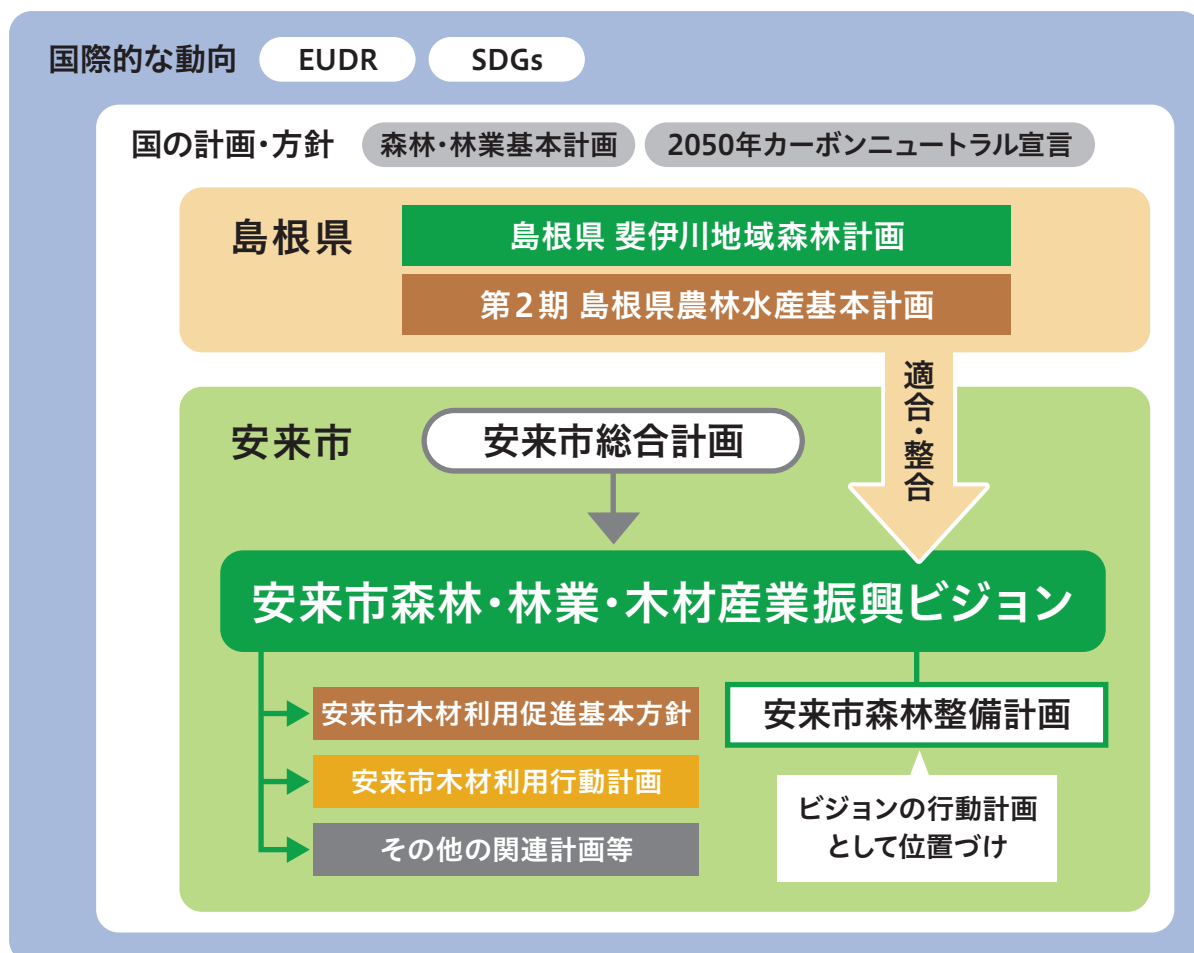 国際的な動向 EUDR SDGs
国の計画・方針 森林・林業基本計画 2050年カーボンニュートラル宣言
島根県
島根県 斐伊川地域森林計画
第2期 島根県農林水産基本計画
適合・整合
安来市
安来市総合計画
安来市森林・林業・木材産業振興ビジョン
安来市木材利用促進基本方針
安来市木材利用行動計画
その他の関連計画等
安来市森林整備計画
ビジョンの行動計画
として位置づけ